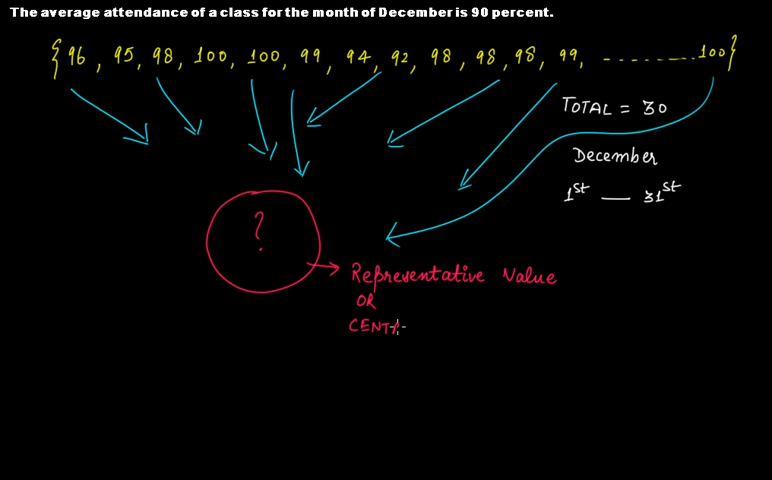 The average attendance of a class for the month of December is 90 percent.
{96, 95, 98, 100, 100, 99, 94, 92, 98, 98, 98, 99, ----------100}
TOTAL = 30
December
1st — 31st
?
Representative Value
OR